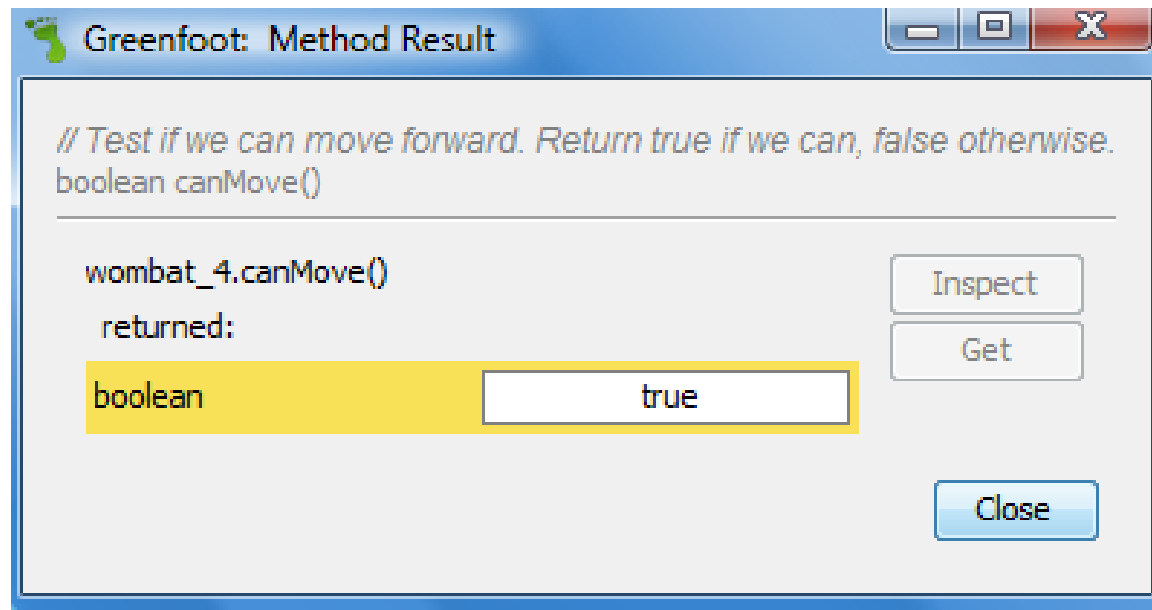 Greenfoot: Method Result
// Test if we can move forward. Return true if we can, false otherwise.
boolean canMove()
wombat_4.canMove()
returned:
boolean true
Inspect
Get
Close